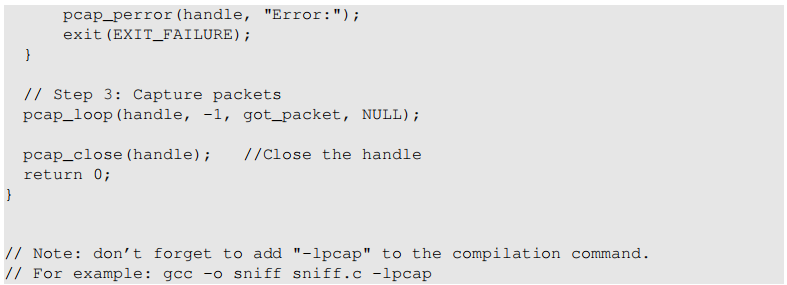 pcap_perror(handle, "Error:");
exit(EXIT_FAILURE);
}
// Step 3: Capture packets
pcap_loop(handle, -1, got_packet, NULL);
pcap_close(handle);   //Close the handle
return 0;
}
// Note: don’t forget to add "-lpcap" to the compilation command.
// For example: gcc -o sniff sniff.c -lpcap